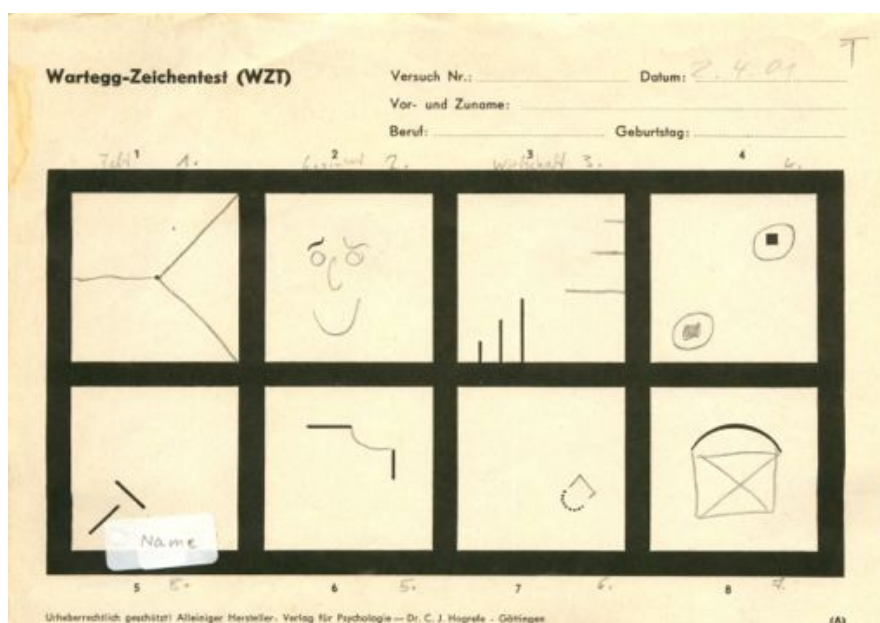 T
Wartegg-Zeichentest (WZT) Versuch Nr.: Datum: 2.4.01
Vor- und Zuname:
Beruf: Geburtstag:
1 1. 2 2. Wirtschaft 3 3. 4 4.
Name
5 8. 6 5. 7 6. 8 7.
Urheberrechtlich geschützt! Alleiniger Hersteller: Verlag für Psychologie — Dr. C. J. Hogrefe - Göttingen (A)